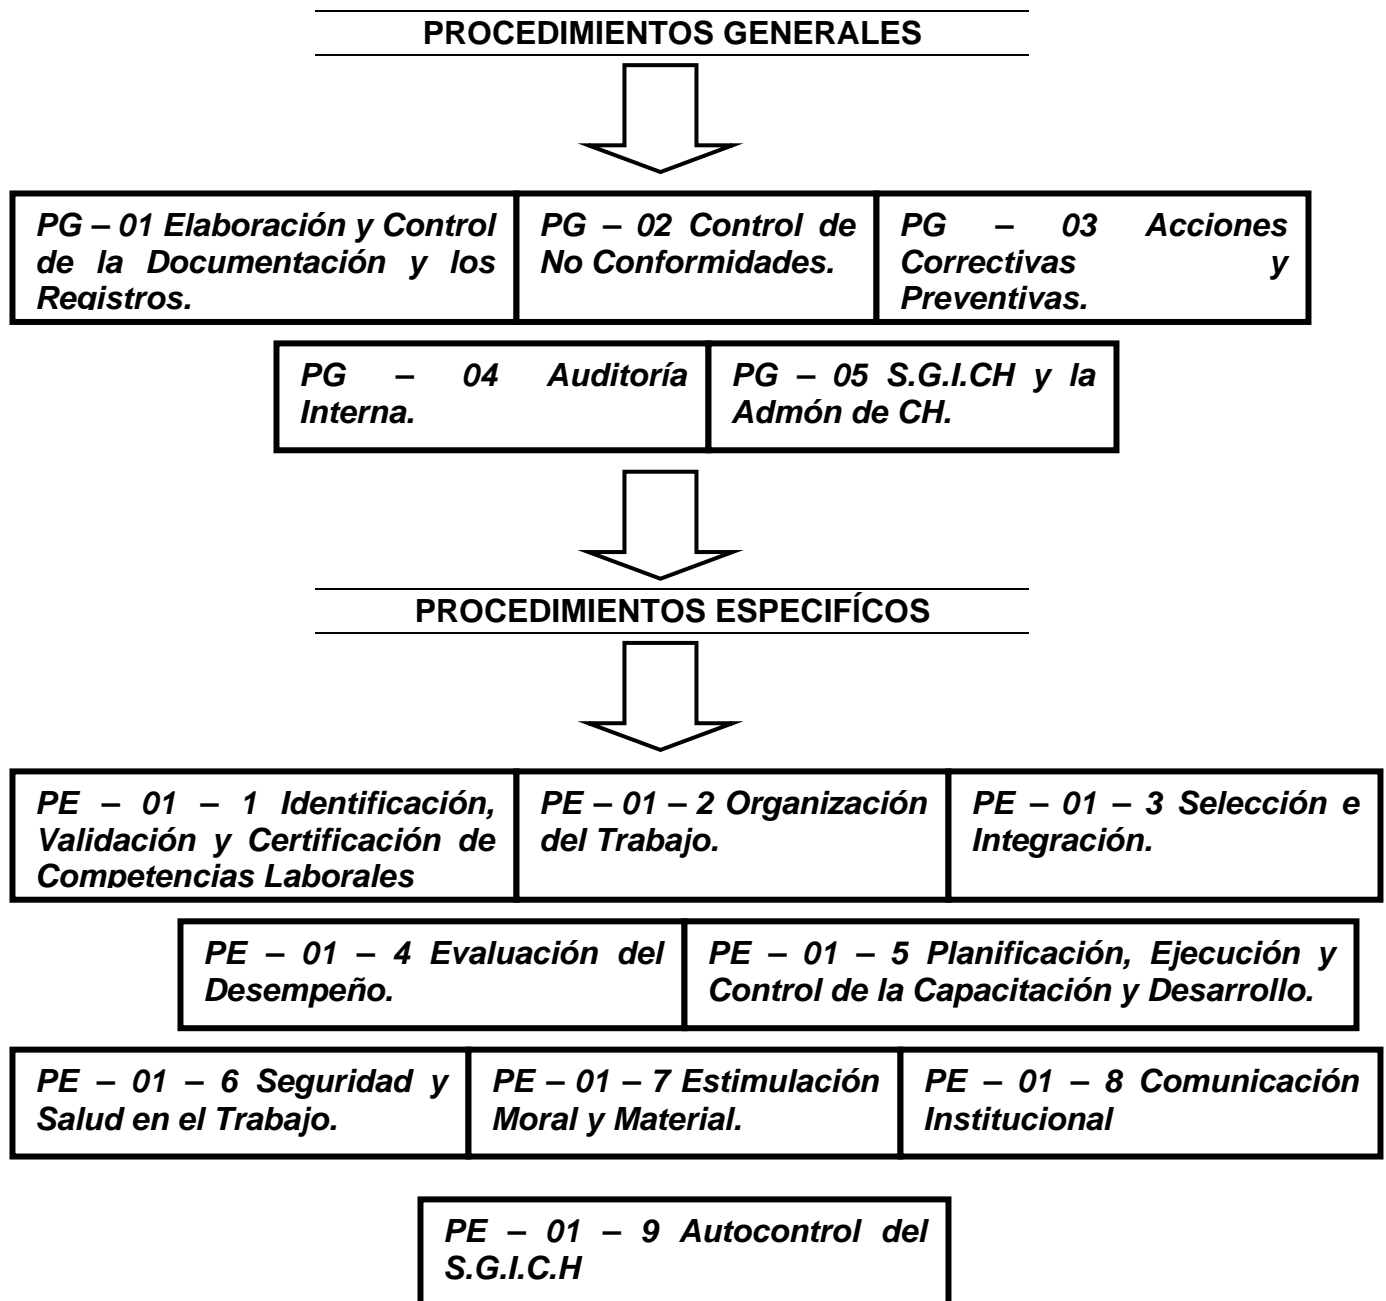 PROCEDIMIENTOS GENERALES
PG – 01 Elaboración y Control
de la Documentación y los
Registros.
PG – 02 Control de
No Conformidades.
PG – 03 Acciones
Correctivas y
Preventivas.
PG – 04 Auditoría
Interna.
PG – 05 S.G.I.CH y la
Admón de CH.
PROCEDIMIENTOS ESPECIFÍCOS
PE – 01 – 1 Identificación,
Validación y Certificación de
Competencias Laborales
PE – 01 – 2 Organización
del Trabajo.
PE – 01 – 3 Selección e
Integración.
PE – 01 – 4 Evaluación del
Desempeño.
PE – 01 – 5 Planificación, Ejecución y
Control de la Capacitación y Desarrollo.
PE – 01 – 6 Seguridad y
Salud en el Trabajo.
PE – 01 – 7 Estimulación
Moral y Material.
PE – 01 – 8 Comunicación
Institucional
PE – 01 – 9 Autocontrol del
S.G.I.C.H